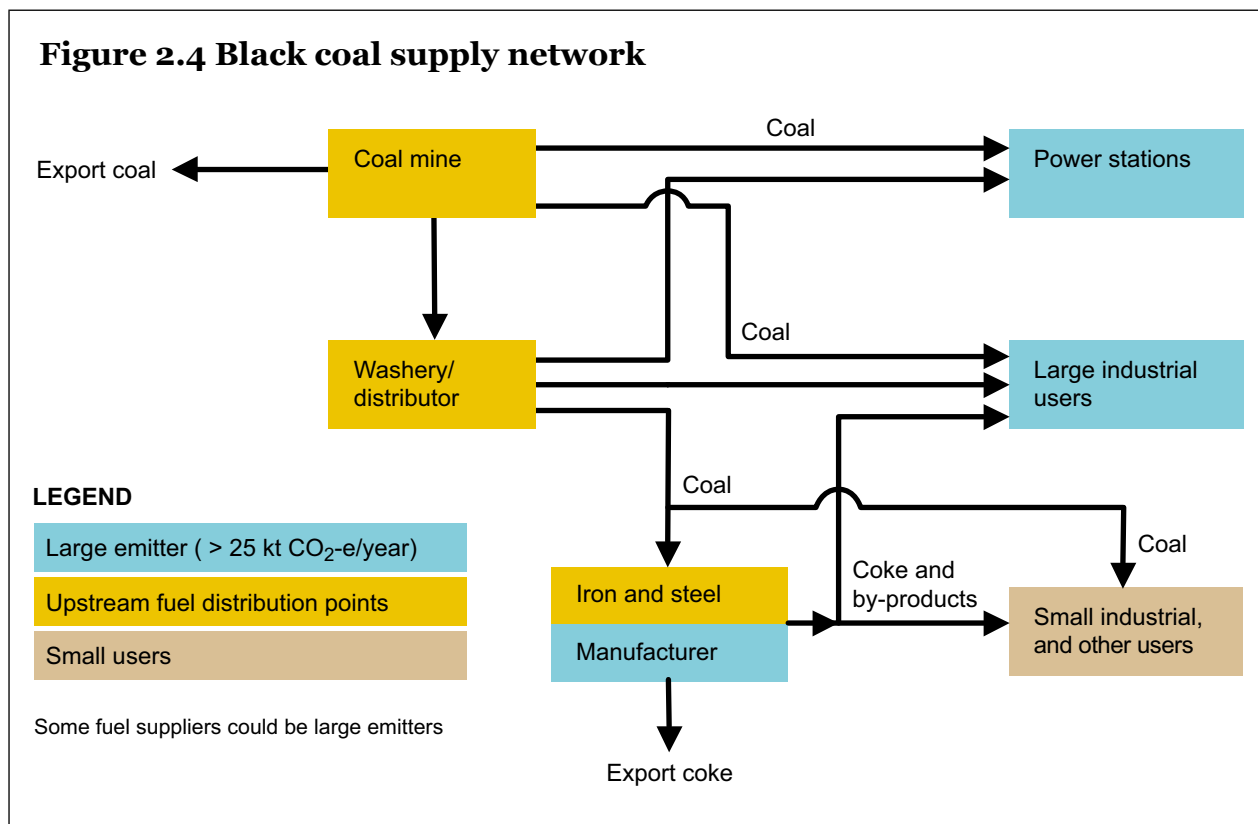 Figure 2.4 Black coal supply network
Coal
Export coal
Coal mine
Power stations
Coal
Washery/
distributor
Large industrial
users
LEGEND
Large emitter ( > 25 kt CO₂-e/year)
Upstream fuel distribution points
Small users
Some fuel suppliers could be large emitters
Coal
Coal
Iron and steel
Manufacturer
Coke and
by-products
Small industrial,
and other users
Export coke